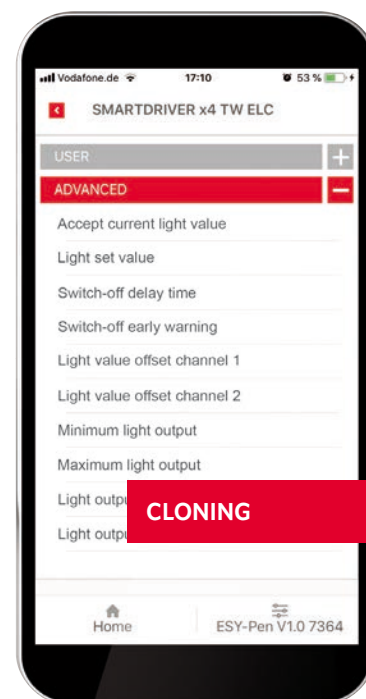 Vodafone.de 17:10 53 %
SMARTDRIVER x4 TW ELC
USER
ADVANCED
Accept current light value
Light set value
Switch-off delay time
Switch-off early warning
Light value offset channel 1
Light value offset channel 2
Minimum light output
Maximum light output
Light
CLONING
Light
Home ESY-Pen V1.0 7364